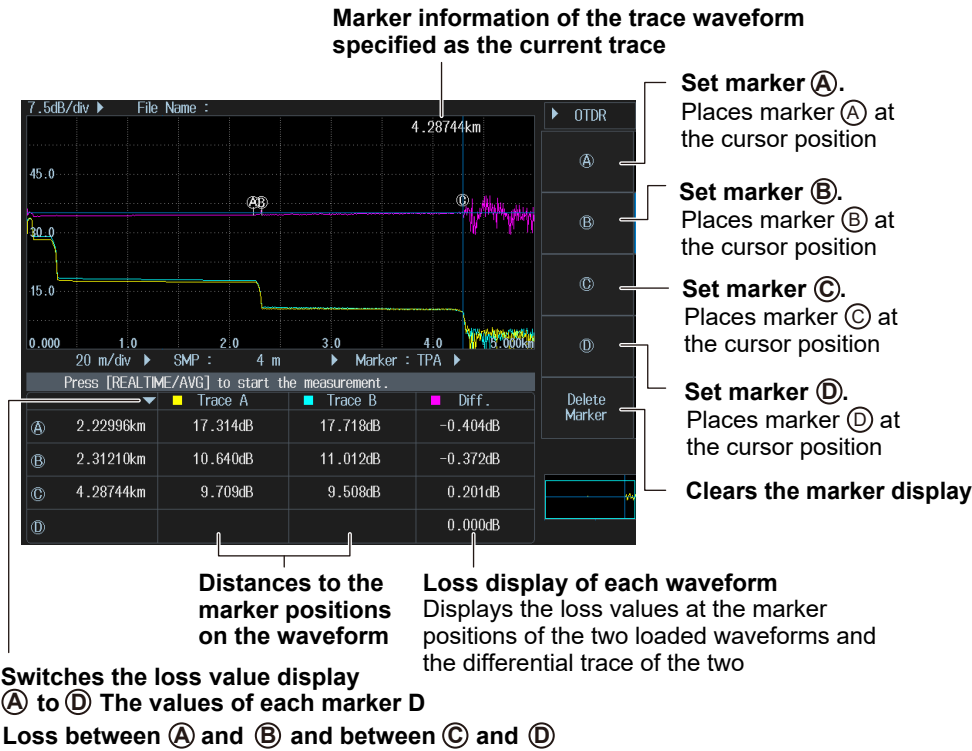 Marker information of the trace waveform
specified as the current trace
7.5dB/div ▶ File Name :
4.28744km
45.0
ⒶⒷ Ⓒ
30.0
15.0
0.000 1.0 2.0 3.0 4.0 5.000km
20 m/div ▶ SMP : 4 m ▶ Marker : TPA ▶
Press [REALTIME/AVG] to start the measurement.
▼ Trace A Trace B Diff.
Ⓐ 2.22996km 17.314dB 17.718dB -0.404dB
Ⓑ 2.31210km 10.640dB 11.012dB -0.372dB
Ⓒ 4.28744km 9.709dB 9.508dB 0.201dB
Ⓓ 0.000dB
▶ OTDR
Ⓐ
Ⓑ
Ⓒ
Ⓓ
Delete
Marker
Set marker Ⓐ.
Places marker Ⓐ at
the cursor position
Set marker Ⓑ.
Places marker Ⓑ at
the cursor position
Set marker Ⓒ.
Places marker Ⓒ at
the cursor position
Set marker Ⓓ.
Places marker Ⓓ at
the cursor position
Clears the marker display
Distances to the
marker positions
on the waveform
Loss display of each waveform
Displays the loss values at the marker
positions of the two loaded waveforms and
the differential trace of the two
Switches the loss value display
Ⓐ to Ⓓ The values of each marker D
Loss between Ⓐ and Ⓑ and between Ⓒ and Ⓓ